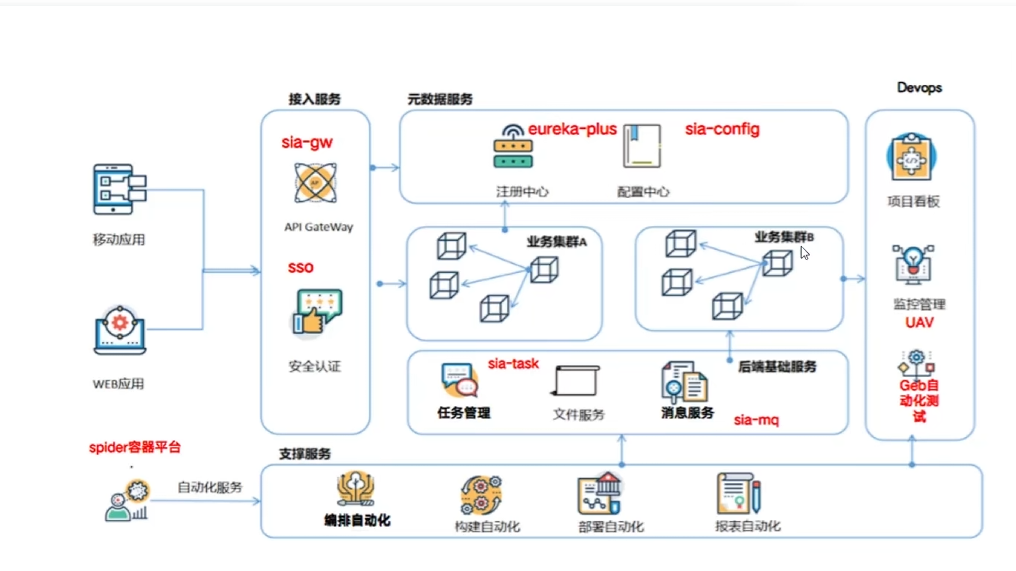 Devops
接入服务
元数据服务
sia-gw
eureka-plus
sia-config
API GateWay
注册中心
配置中心
项目看板
移动应用
业务集群A
业务集群B
sso
监控管理
UAV
安全认证
WEB应用
sia-task
后端基础服务
Geb自
动化测
试
任务管理
文件服务
消息服务
sia-mq
spider容器平台
支撑服务
自动化服务
编排自动化
构建自动化
部署自动化
报表自动化